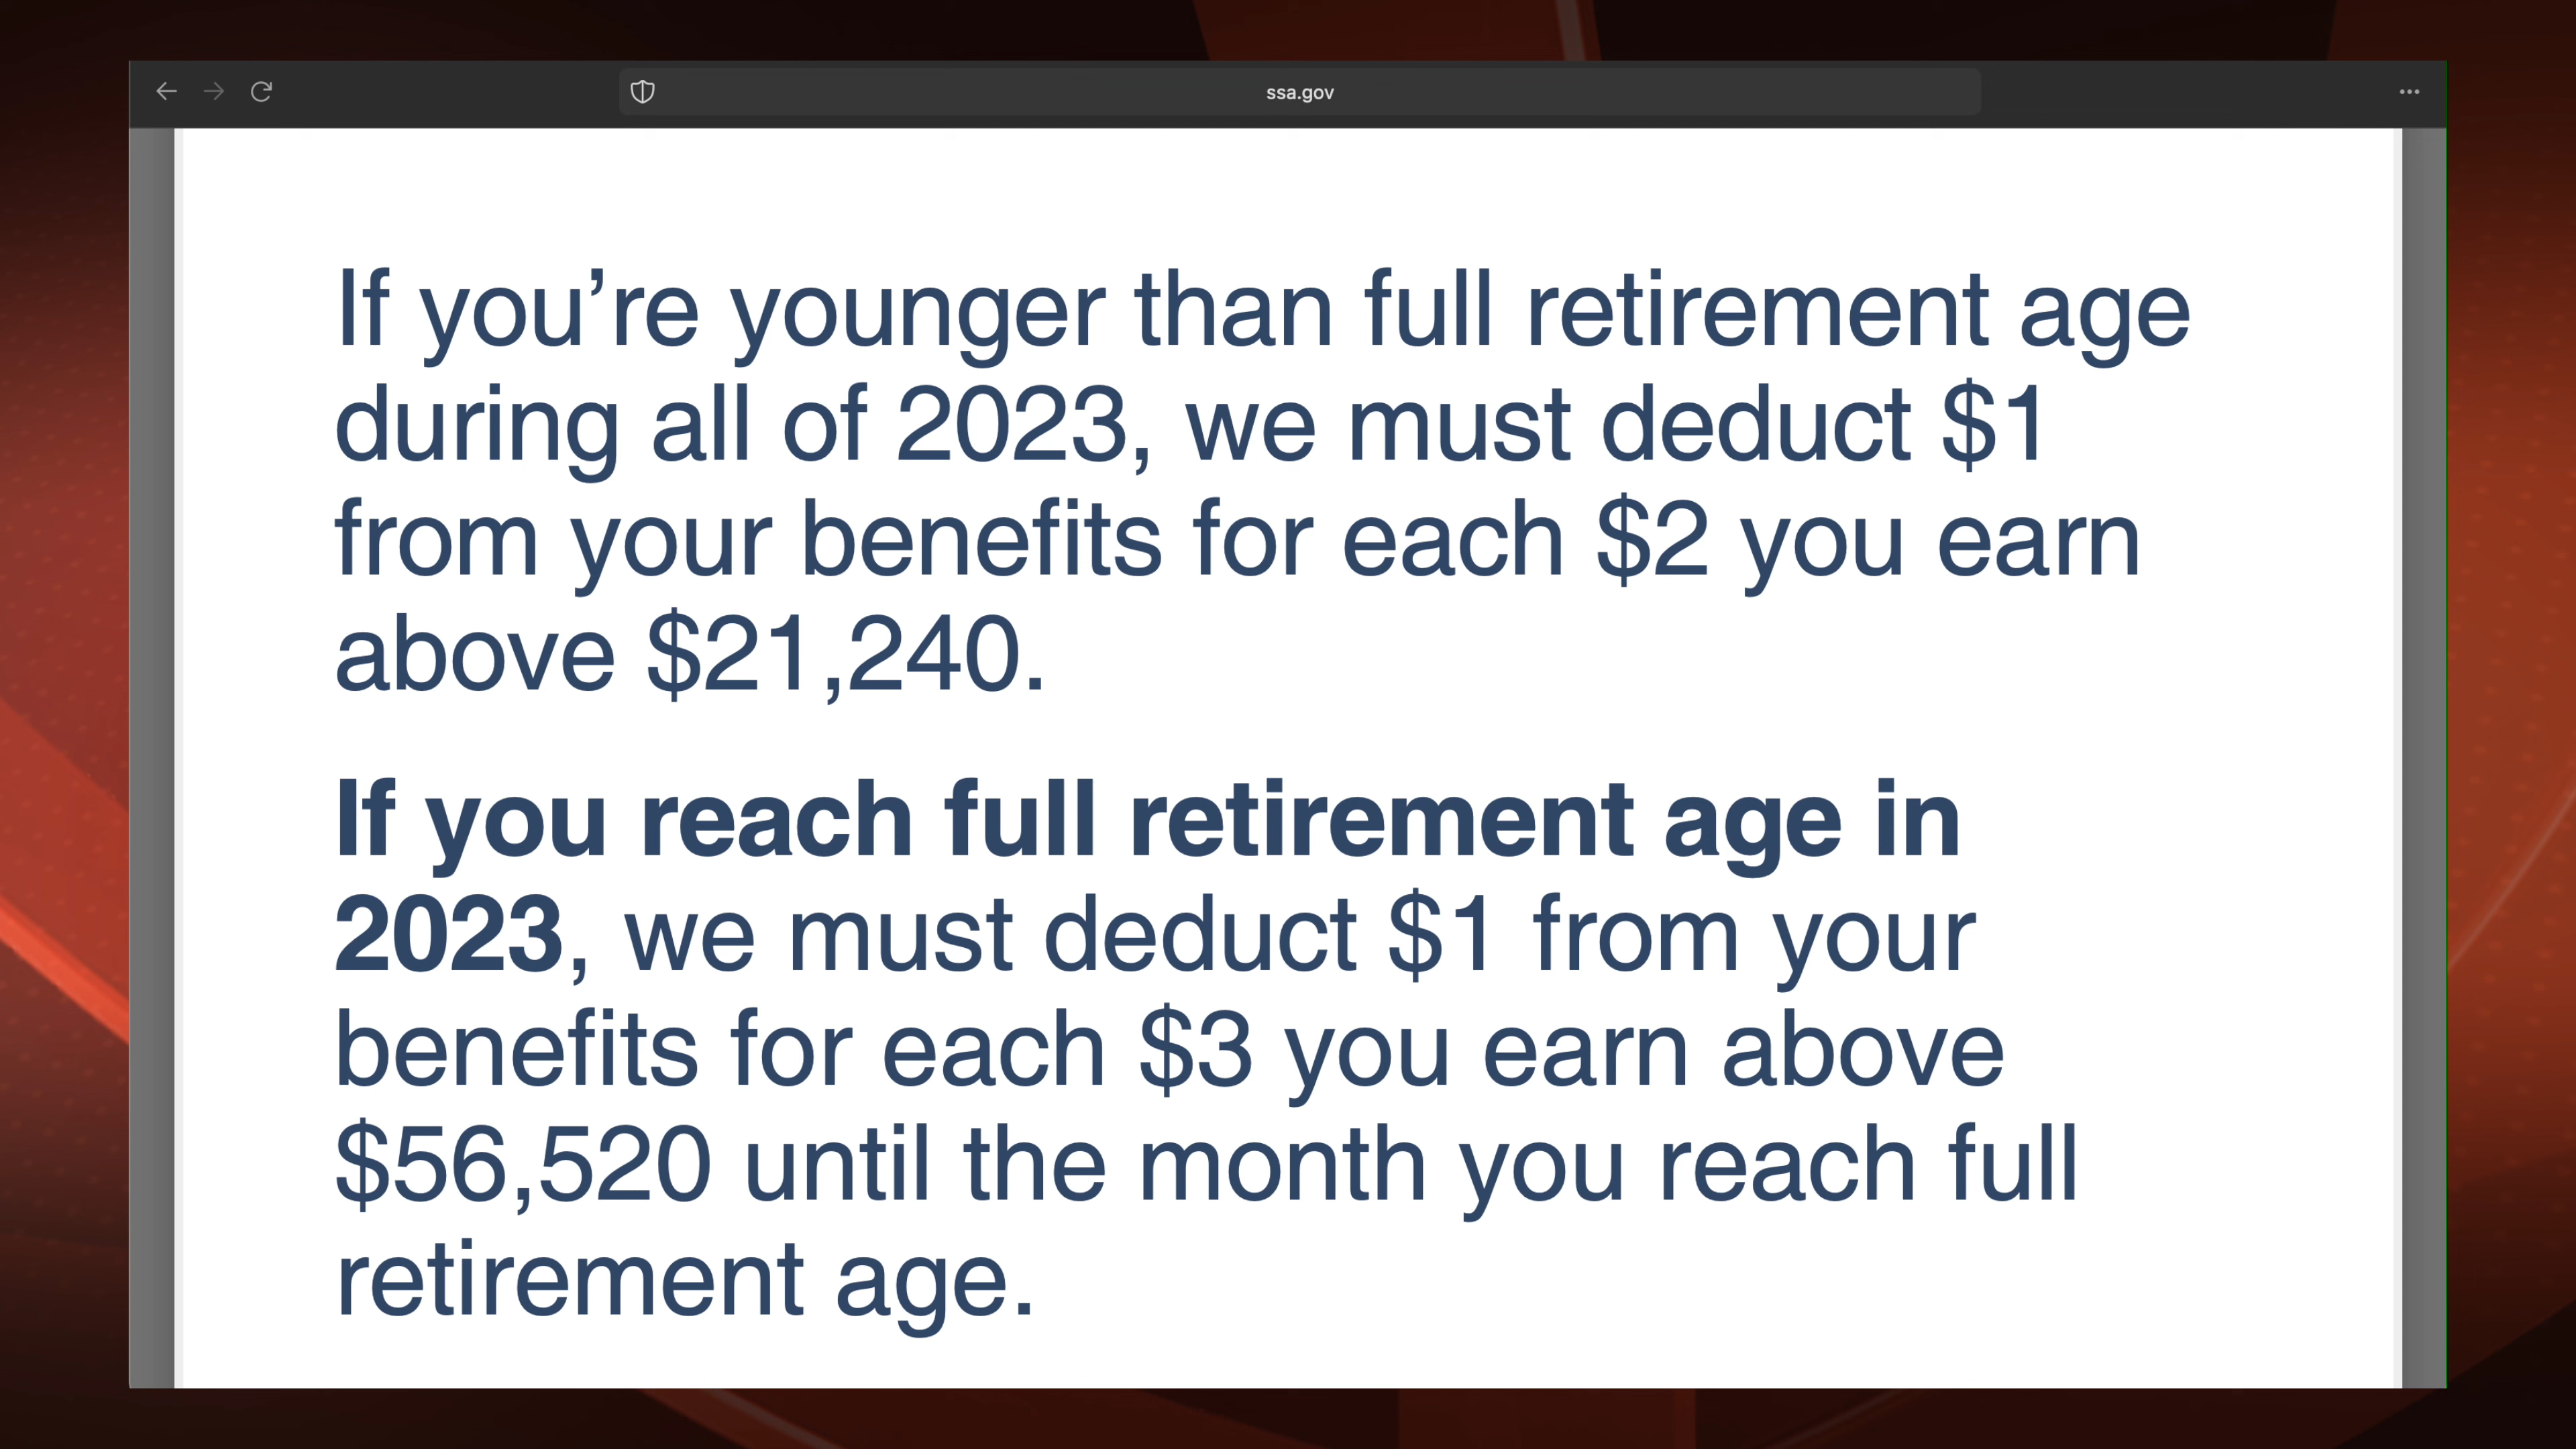 ssa.gov
If you’re younger than full retirement age
during all of 2023, we must deduct $1
from your benefits for each $2 you earn
above $21,240.
If you reach full retirement age in
2023, we must deduct $1 from your
benefits for each $3 you earn above
$56,520 until the month you reach full
retirement age.